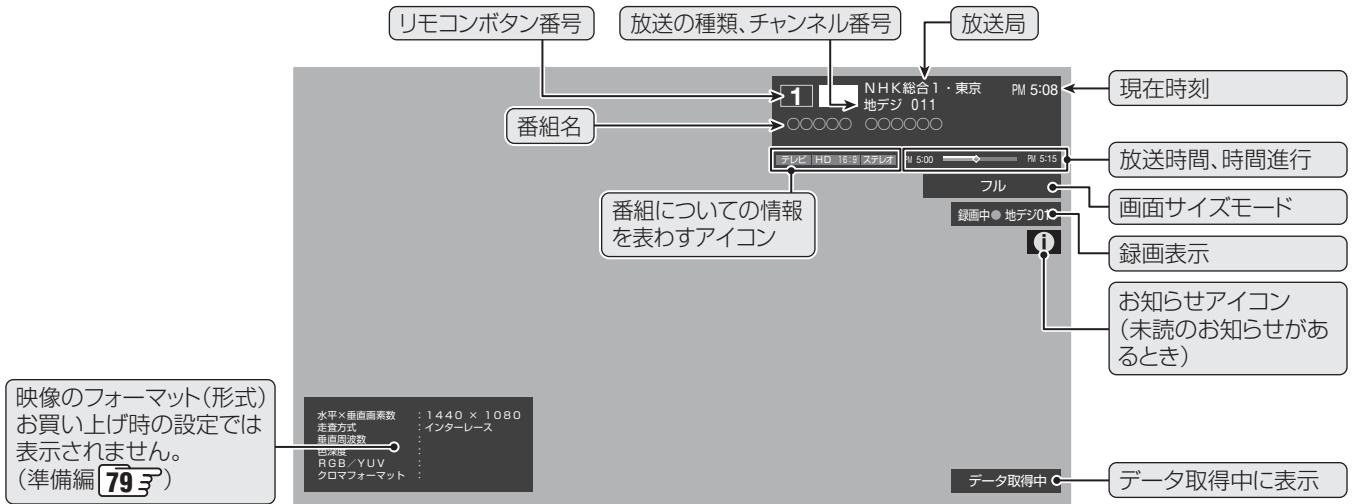 リモコンボタン番号
放送の種類、チャンネル番号
放送局
1
NHK総合1・東京
PM 5:08
地デジ 011
○○○○○ ○○○○○○
現在時刻
番組名
テレビ HD 16:9 ステレオ
PM 5:00
PM 5:15
放送時間、時間進行
フル
画面サイズモード
番組についての情報
を表わすアイコン
録画中● 地デジ01
録画表示
i
お知らせアイコン
(未読のお知らせがあ
るとき)
映像のフォーマット(形式)
お買い上げ時の設定では
表示されません。
(準備編 79)
水平×垂直画素数 :1440 × 1080
走査方式 :インターレース
垂直周波数 :
色深度 :
RGB/YUV :
クロマフォーマット :
データ取得中
データ取得中に表示